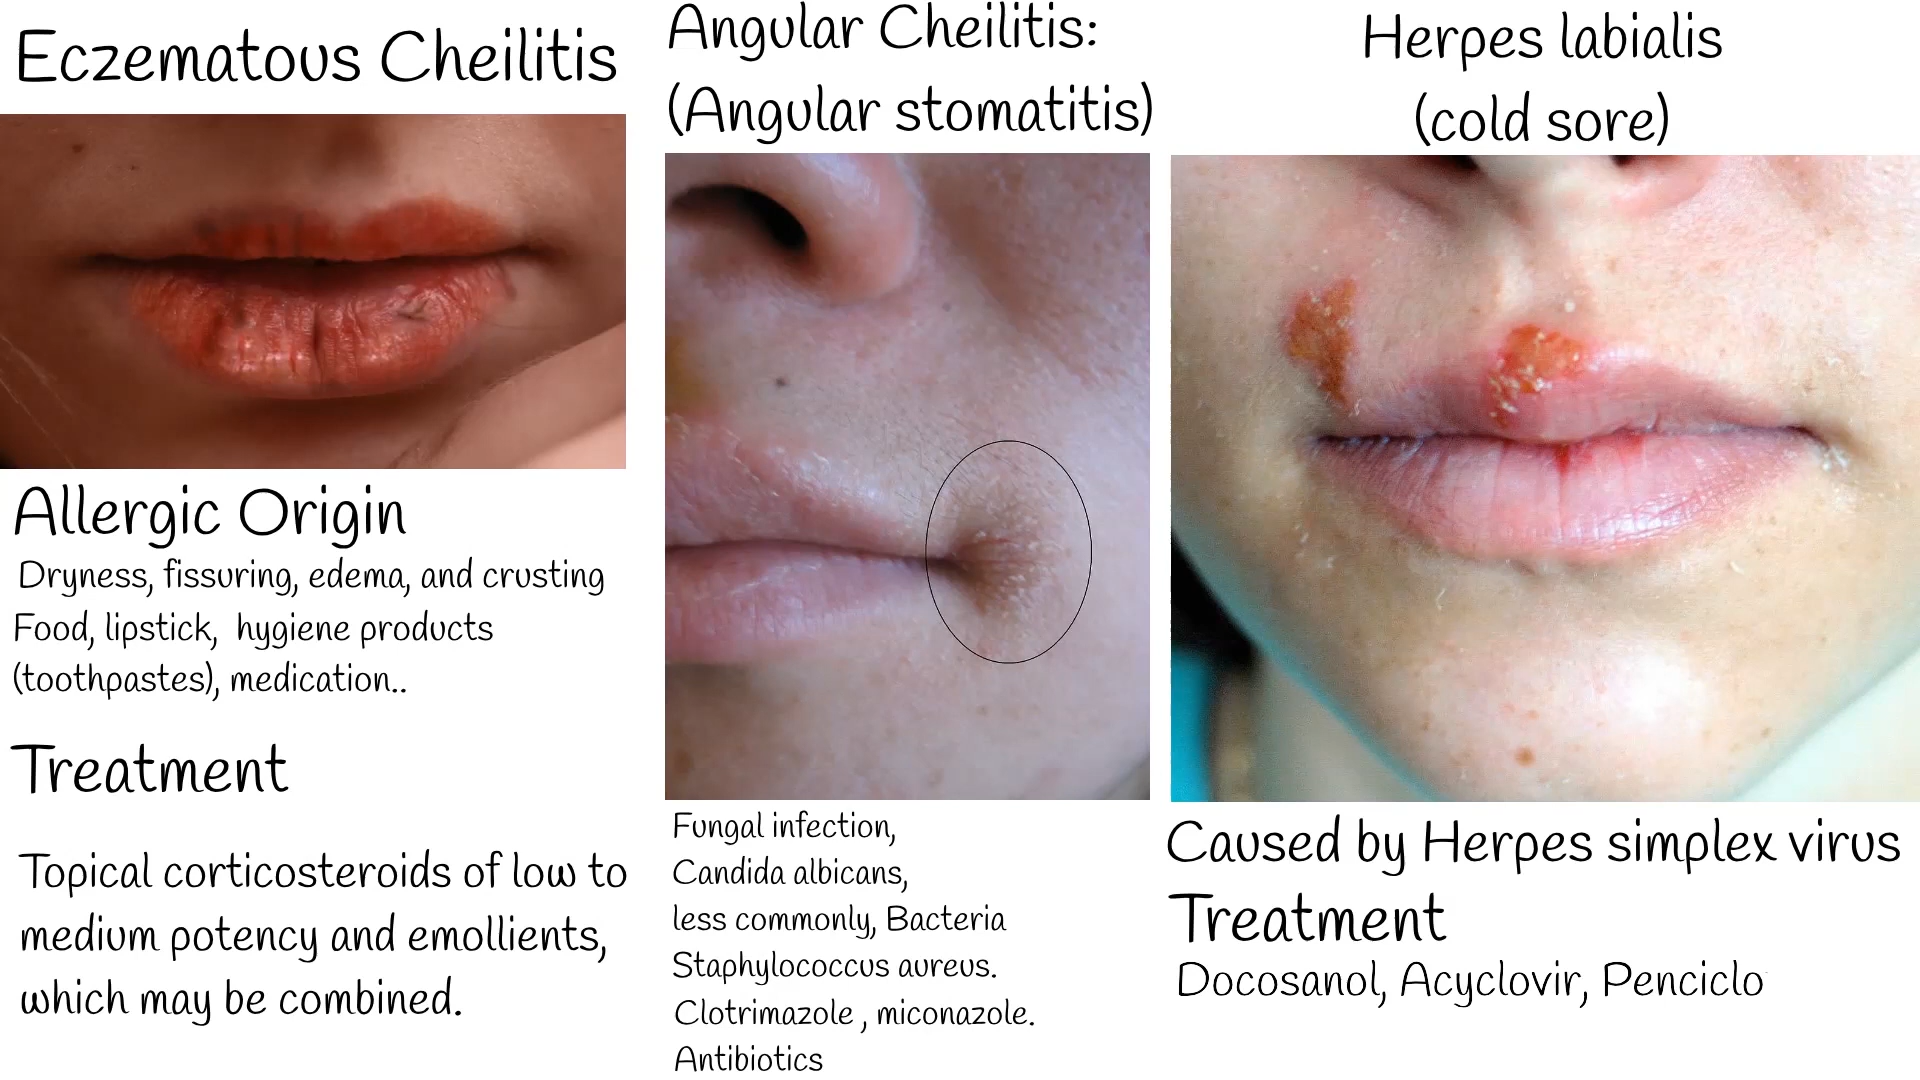 Eczematous Cheilitis
Allergic Origin
Dryness, fissuring, edema, and crusting
Food, lipstick, hygiene products
(toothpastes), medication..
Treatment
Topical corticosteroids of low to
medium potency and emollients,
which may be combined.
Angular Cheilitis:
(Angular stomatitis)
Fungal infection,
Candida albicans,
less commonly, Bacteria
Staphylococcus aureus.
Clotrimazole , miconazole.
Antibiotics
Herpes labialis
(cold sore)
Caused by Herpes simplex virus
Treatment
Docosanol, Acyclovir, Penciclo